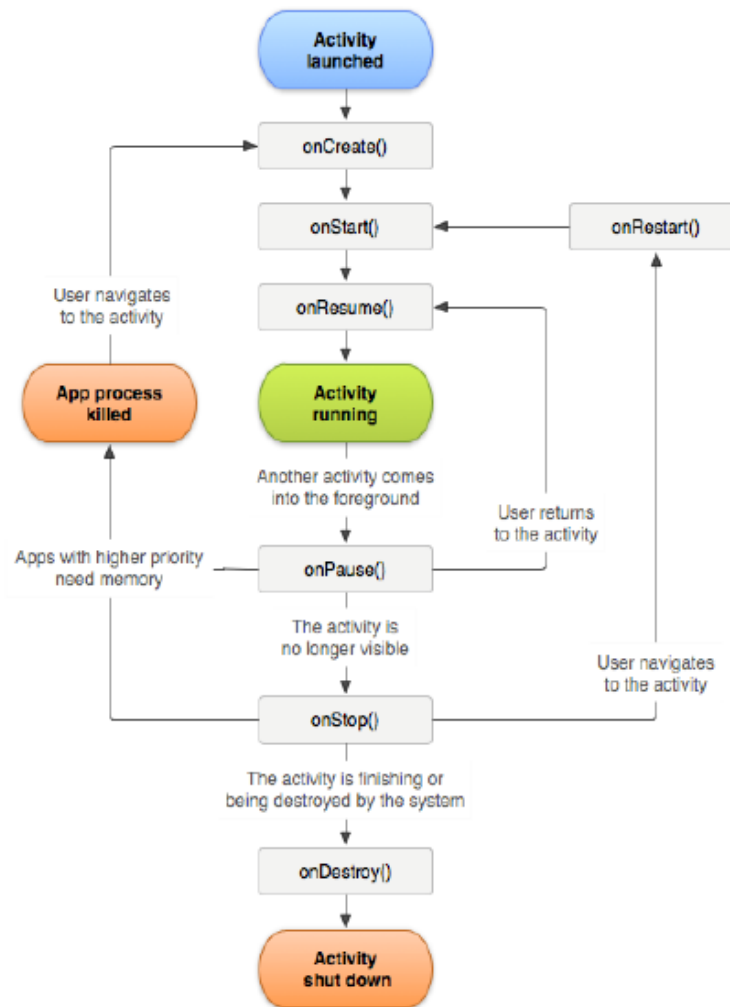 Activity
launched
onCreate()
onStart()
onRestart()
User navigates
to the activity
onResume()
App process
killed
Activity
running
Another activity comes
into the foreground
User returns
to the activity
Apps with higher priority
need memory
onPause()
The activity is
no longer visible
User navigates
to the activity
onStop()
The activity is finishing or
being destroyed by the system
onDestroy()
Activity
shut down